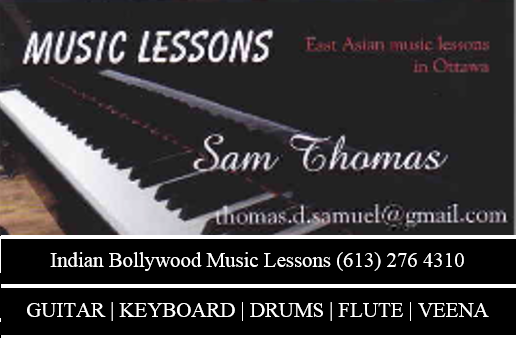 MUSIC LESSONS
East Asian music lessons
in Ottawa
Sam Thomas
thomas.d.samuel@gmail.com
Indian Bollywood Music Lessons (613) 276 4310
GUITAR | KEYBOARD | DRUMS | FLUTE | VEENA